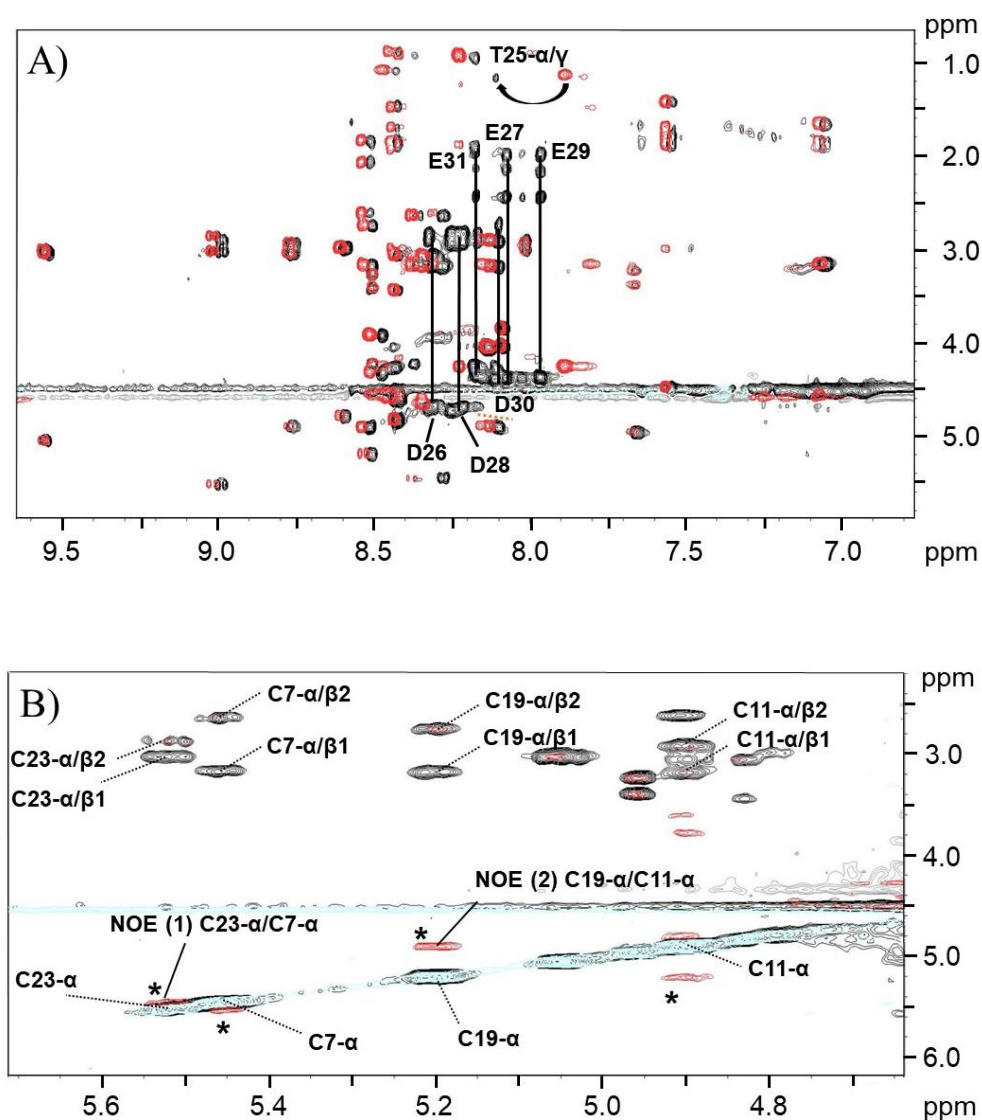 ppm
A)
T25-α/γ
1.0
E27
E31
E29
2.0
3.0
4.0
D30
D26
D28
5.0
9.5 9.0 8.5 8.0 7.5 7.0 ppm
ppm
B)
C7-α/β2
C19-α/β2
C11-α/β2
C23-α/β2
C7-α/β1
C19-α/β1
C11-α/β1
3.0
C23-α/β1
4.0
NOE (2) C19-α/C11-α
NOE (1) C23-α/C7-α
*
5.0
C23-α
*
C11-α
*
*
C7-α
C19-α
6.0
5.6 5.4 5.2 5.0 4.8 ppm